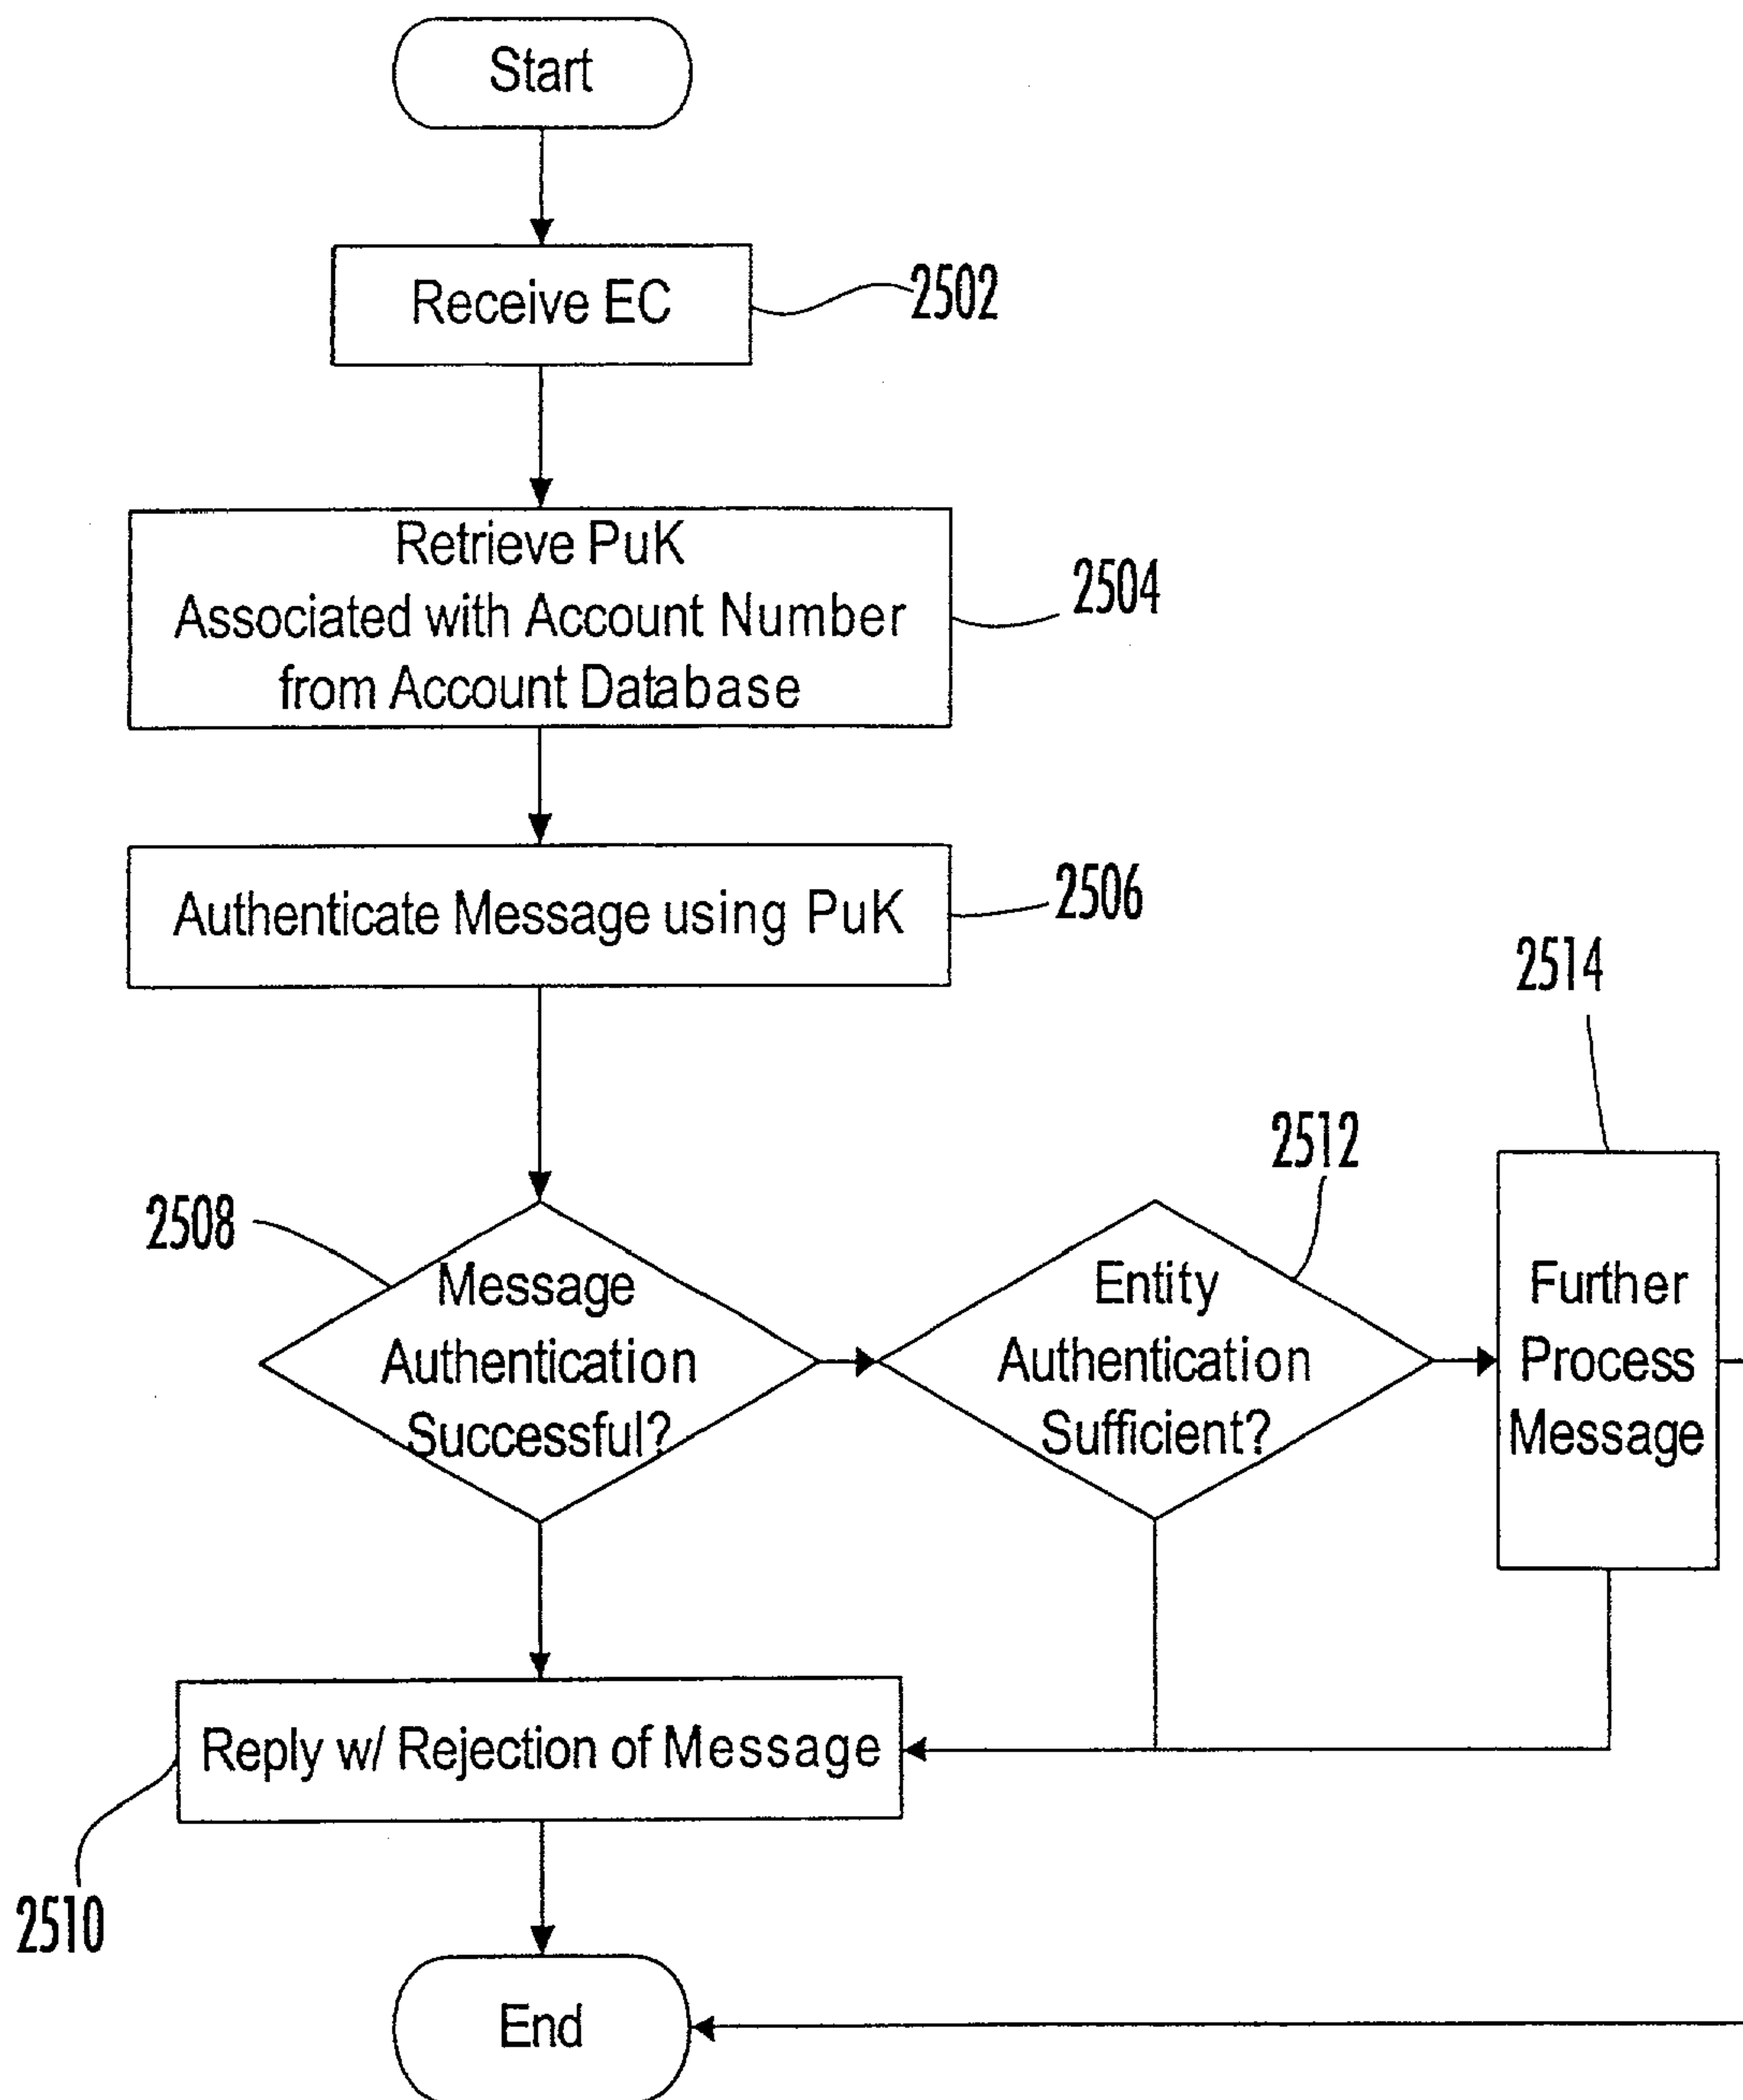 Start
Receive EC
2502
Retrieve PuK
Associated with Account Number
from Account Database
2504
Authenticate Message using PuK
2506
2514
2512
2508
Message
Authentication
Successful?
Entity
Authentication
Sufficient?
Further
Process
Message
Reply w/ Rejection of Message
2510
End